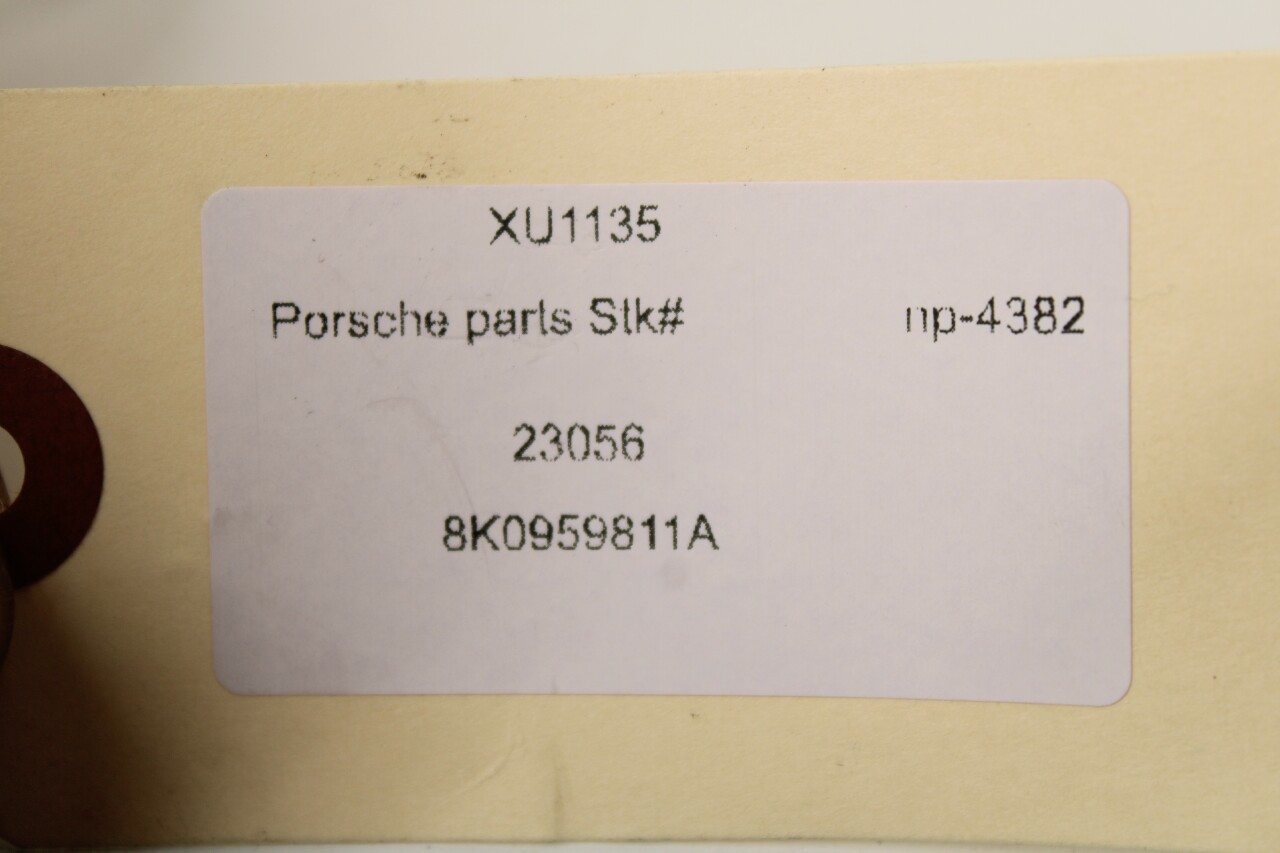 XU1135
Porsche parts Stk# np-4382
23056
8K0959811A